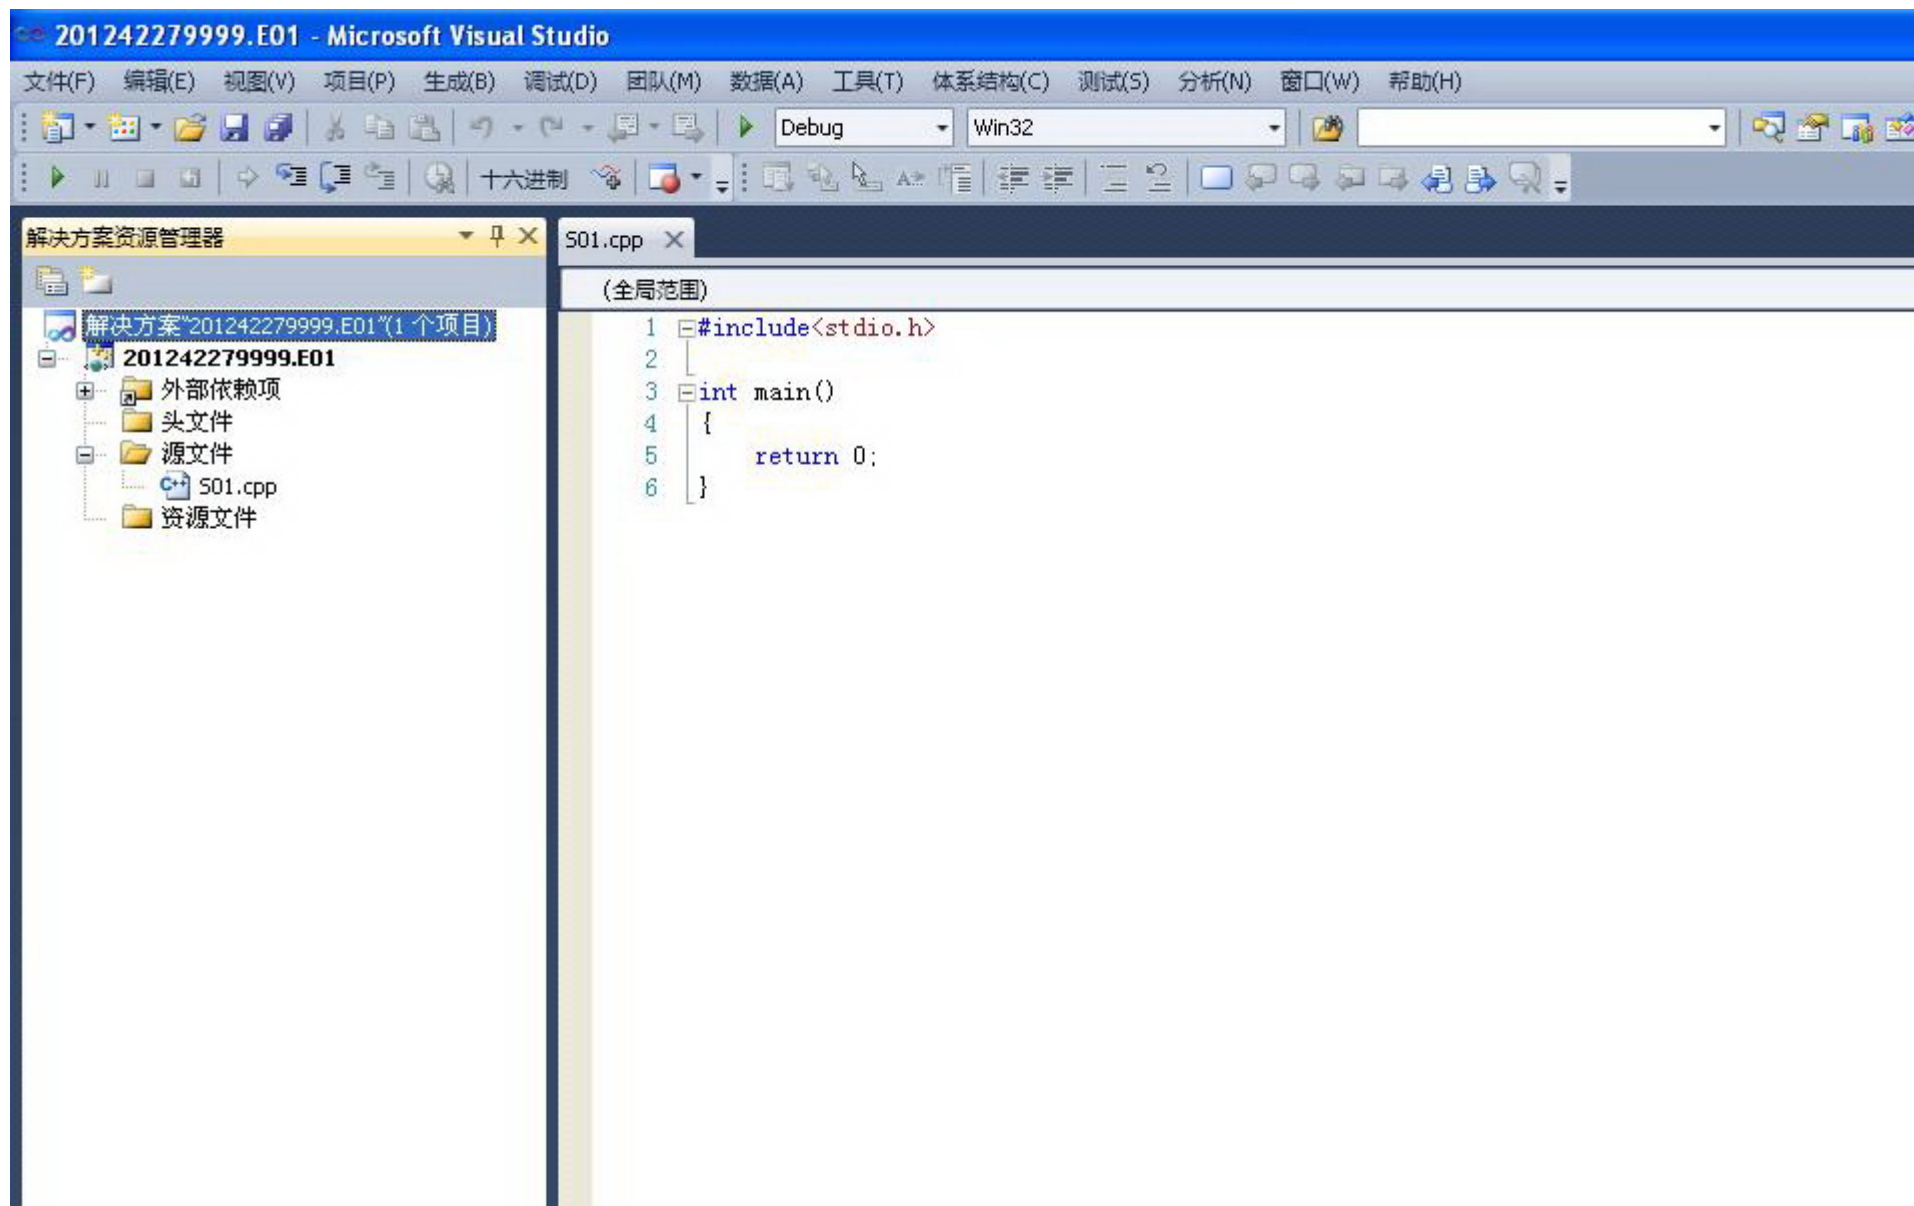 201242279999.E01 - Microsoft Visual Studio
文件(F) 编辑(E) 视图(V) 项目(P) 生成(B) 调试(D) 团队(M) 数据(A) 工具(T) 体系结构(C) 测试(S) 分析(N) 窗口(W) 帮助(H)
Debug Win32
十六进制
解决方案资源管理器
S01.cpp
(全局范围)
解决方案"201242279999.E01"(1 个项目)
201242279999.E01
外部依赖项
头文件
源文件
S01.cpp
资源文件
1 #include<stdio.h>
2
3 int main()
4 {
5 return 0;
6 }